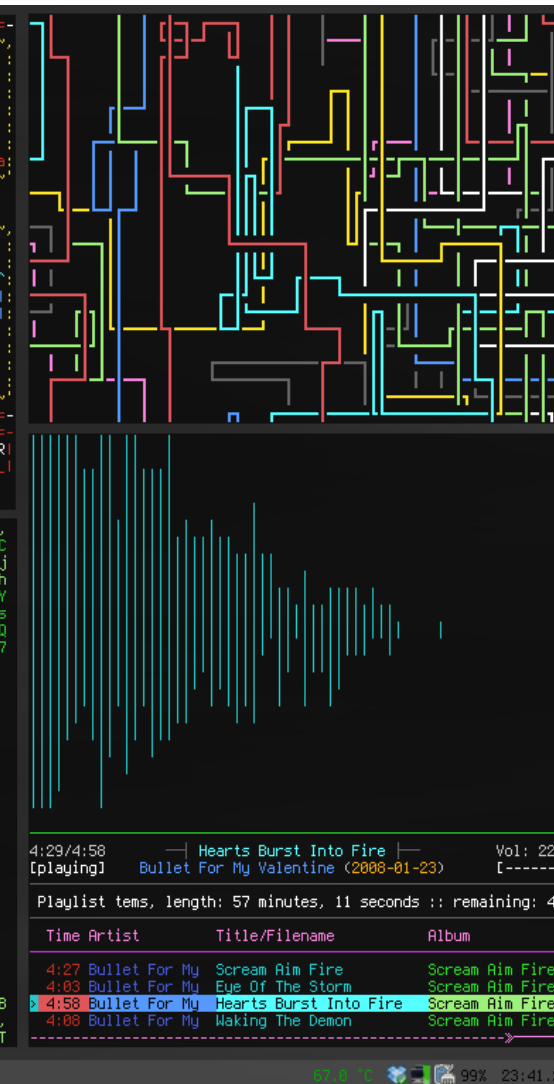 4:29/4:58 ─┤ Hearts Burst Into Fire ├─ Vol: 22
[playing] Bullet For My Valentine (2008-01-23) [------
Playlist tems, length: 57 minutes, 11 seconds :: remaining: 4
Time Artist Title/Filename Album
4:27 Bullet For My Scream Aim Fire Scream Aim Fire
4:03 Bullet For My Eye Of The Storm Scream Aim Fire
> 4:58 Bullet For My Hearts Burst Into Fire Scream Aim Fire
4:08 Bullet For My Waking The Demon Scream Aim Fire
67.0 °C 99% 23:41